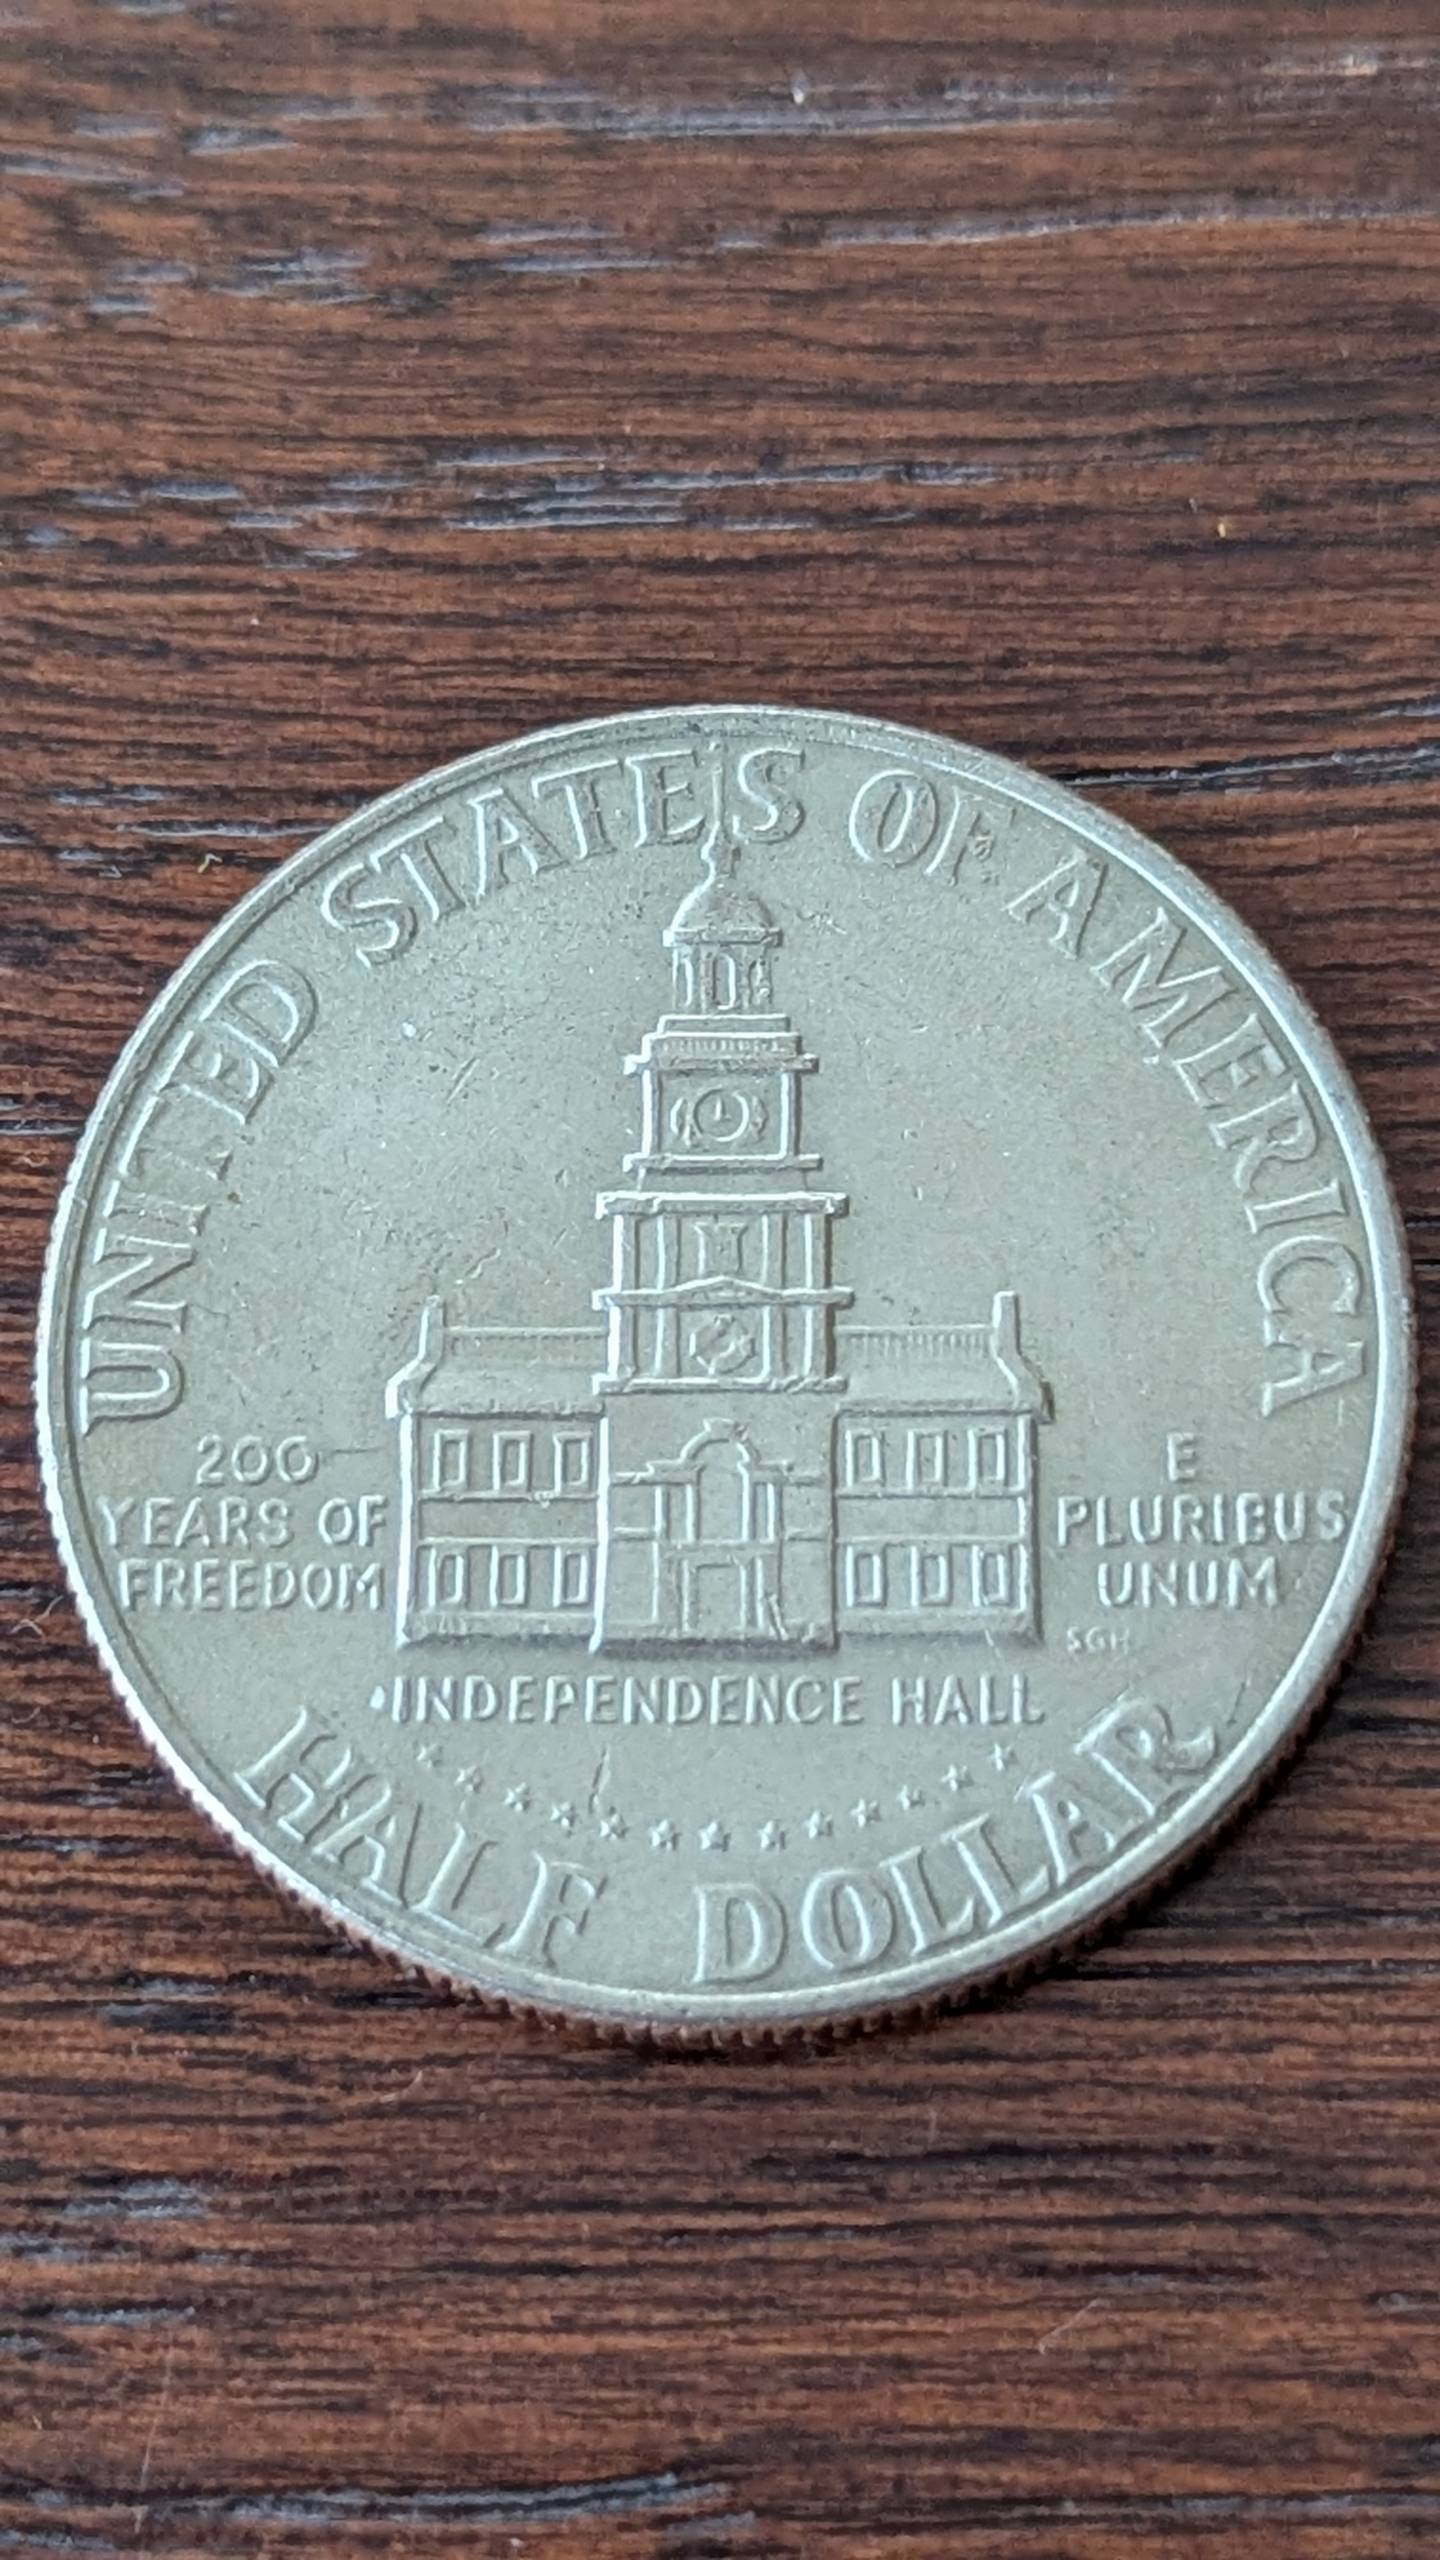 UNITED STATES OF AMERICA
200
YEARS OF
FREEDOM
E
PLURIBUS
UNUM
SGH
INDEPENDENCE HALL
HALF DOLLAR